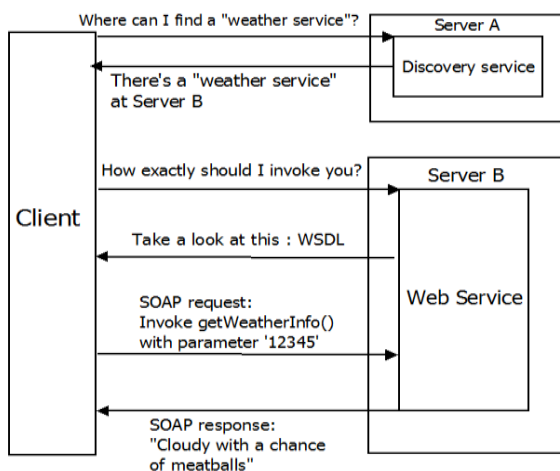 Where can I find a "weather service"?
Server A
Discovery service
There's a "weather service"
at Server B
How exactly should I invoke you?
Server B
Client
Take a look at this : WSDL
Web Service
SOAP request:
Invoke getWeatherInfo()
with parameter '12345'
SOAP response:
"Cloudy with a chance
of meatballs"